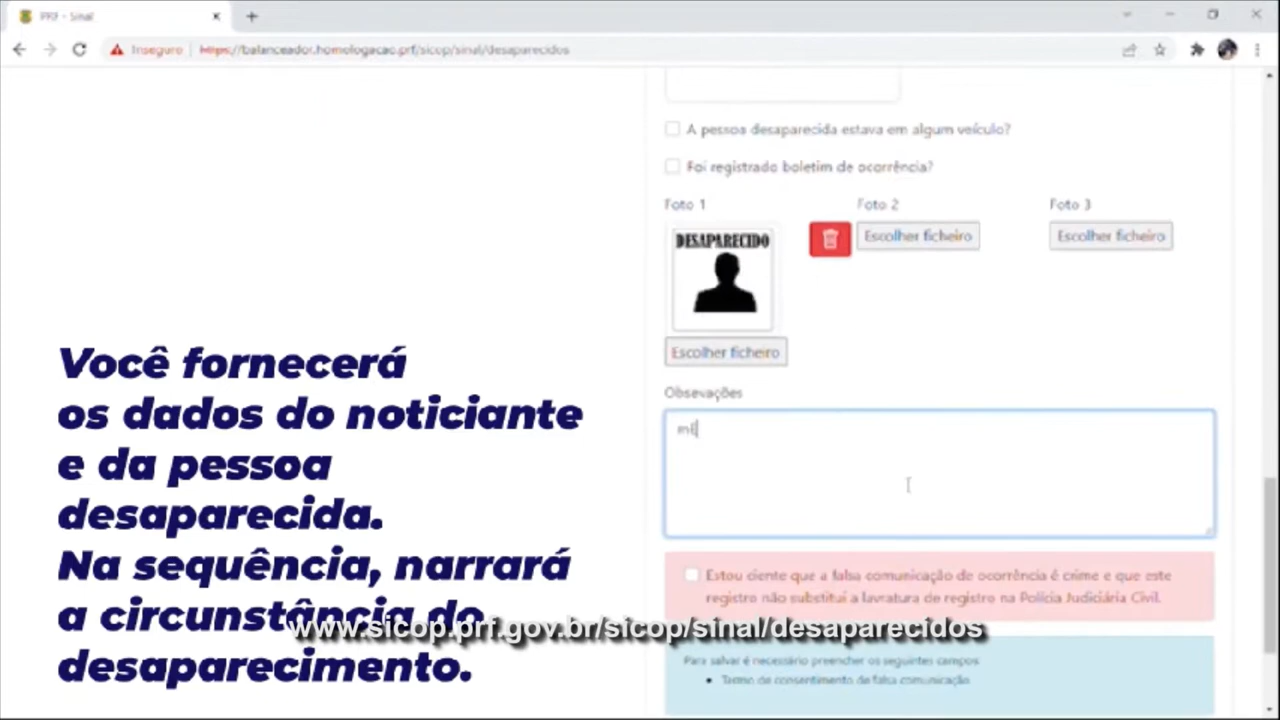 PRF - Sinal
Inseguro
https://balanceador.homologacao.prf/sicop/sinal/desaparecidos
A pessoa desaparecida estava em algum veículo?
Foi registrado boletim de ocorrência?
Foto 1
Foto 2
Foto 3
DESAPARECIDO
Escolher ficheiro
Escolher ficheiro
Escolher ficheiro
Obsevações
Você fornecerá
os dados do noticiante
e da pessoa
desaparecida.
Na sequência, narrará
a circunstância do
desaparecimento.
Estou ciente que a falsa comunicação de ocorrência é crime e que este
registro não substitui a lavratura de registro na Polícia Judiciária Civil.
www.sicop.prf.gov.br/sicop/sinal/desaparecidos
Para salvar é necessário preencher os seguintes campos
Termo de consentimento de falsa comunicação